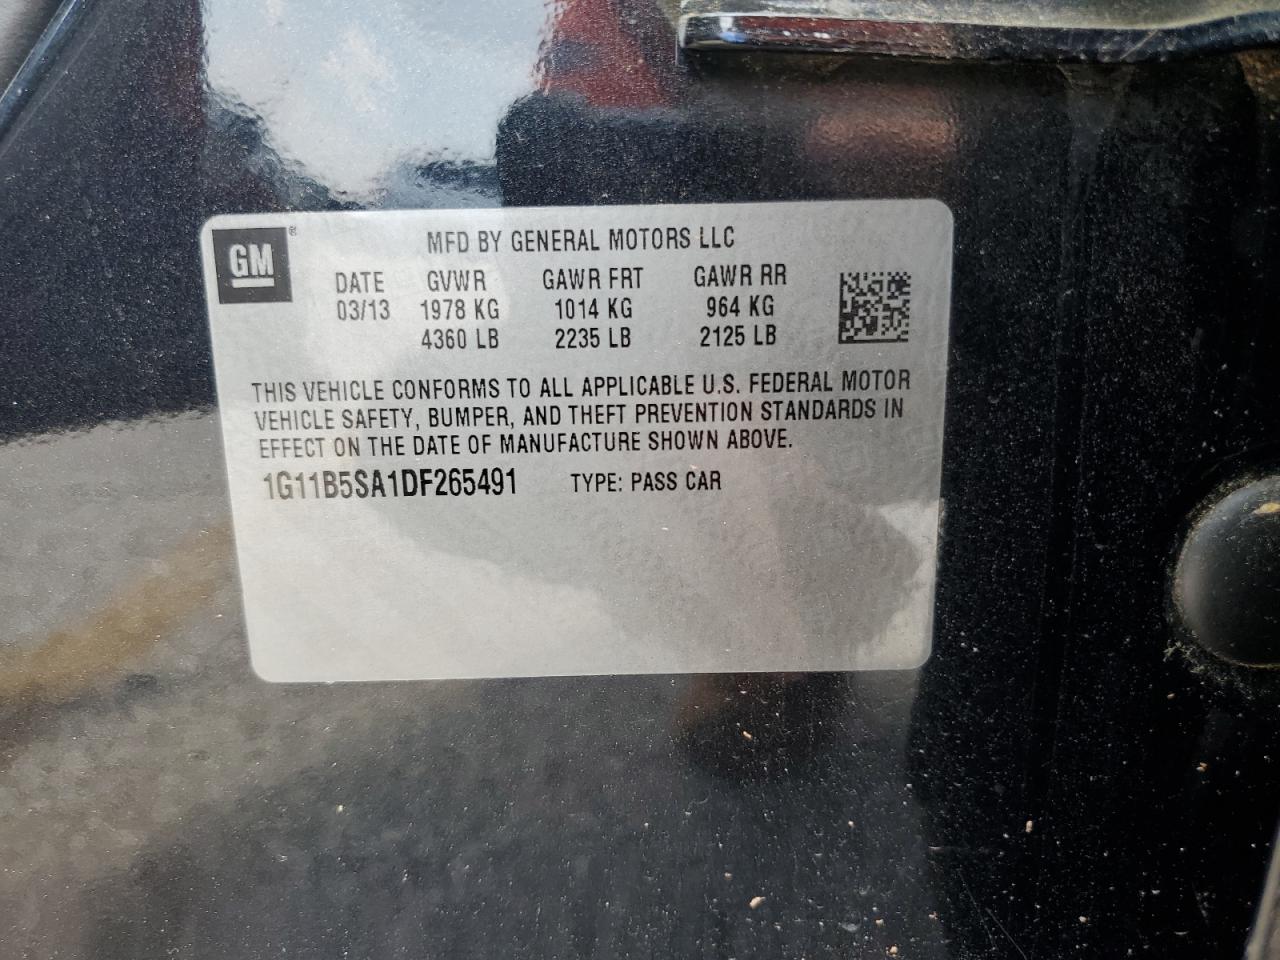 GM®
MFD BY GENERAL MOTORS LLC
DATE GVWR GAWR FRT GAWR RR
03/13 1978 KG 1014 KG 964 KG
4360 LB 2235 LB 2125 LB
THIS VEHICLE CONFORMS TO ALL APPLICABLE U.S. FEDERAL MOTOR
VEHICLE SAFETY, BUMPER, AND THEFT PREVENTION STANDARDS IN
EFFECT ON THE DATE OF MANUFACTURE SHOWN ABOVE.
1G11B5SA1DF265491 TYPE: PASS CAR